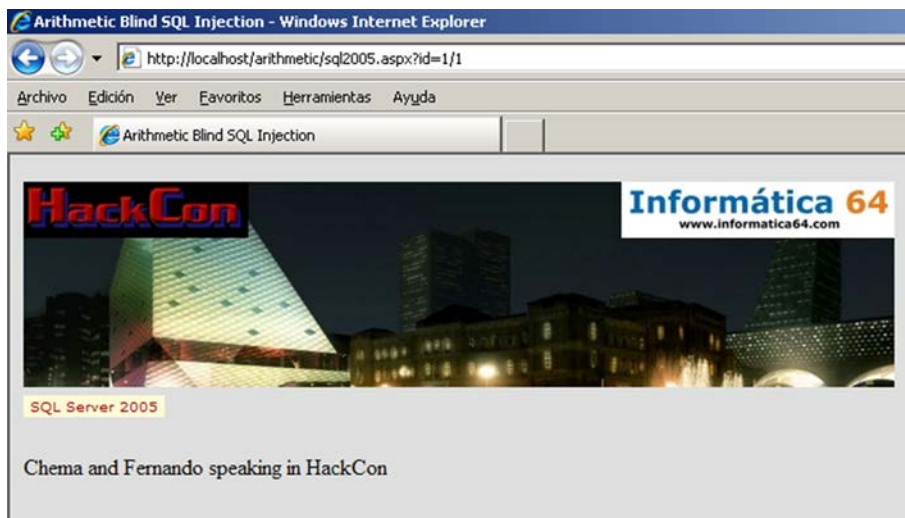 Arithmetic Blind SQL Injection - Windows Internet Explorer
http://localhost/arithmetic/sql2005.aspx?id=1/1
Archivo Edición Ver Favoritos Herramientas Ayuda
Arithmetic Blind SQL Injection
HackCon
Informática 64
www.informatica64.com
SQL Server 2005
Chema and Fernando speaking in HackCon